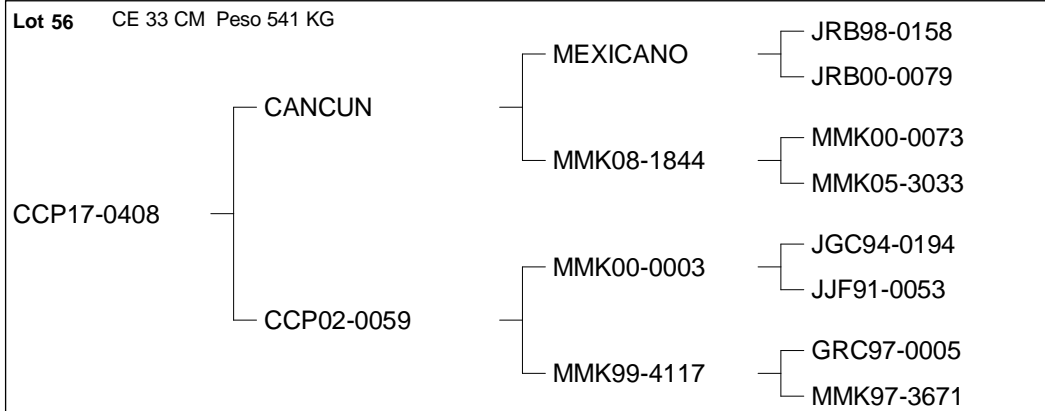 Lot 56 CE 33 CM Peso 541 KG
JRB98-0158
MEXICANO
JRB00-0079
CANCUN
MMK00-0073
MMK08-1844
MMK05-3033
CCP17-0408
JGC94-0194
MMK00-0003
JJF91-0053
CCP02-0059
GRC97-0005
MMK99-4117
MMK97-3671